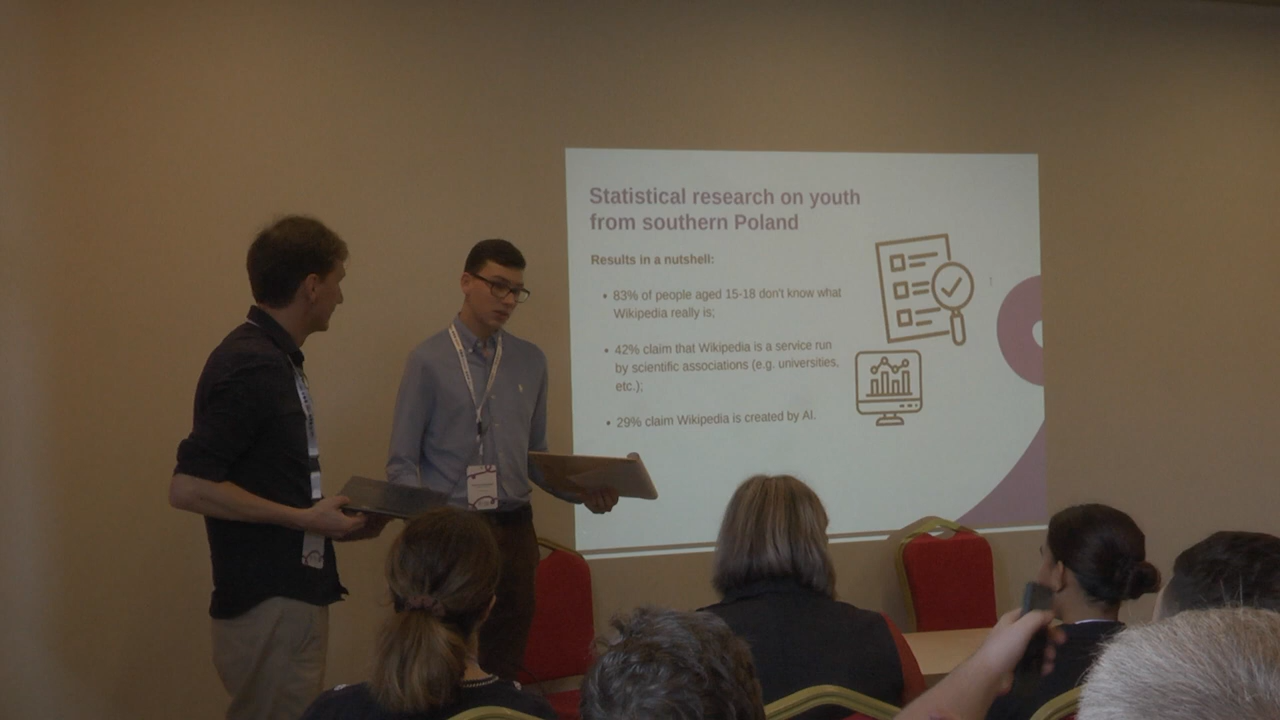 Statistical research on youth
from southern Poland
Results in a nutshell:
• 83% of people aged 15-18 don't know what
Wikipedia really is;
• 42% claim that Wikipedia is a service run
by scientific associations (e.g. universities,
etc.);
• 29% claim Wikipedia is created by AI.